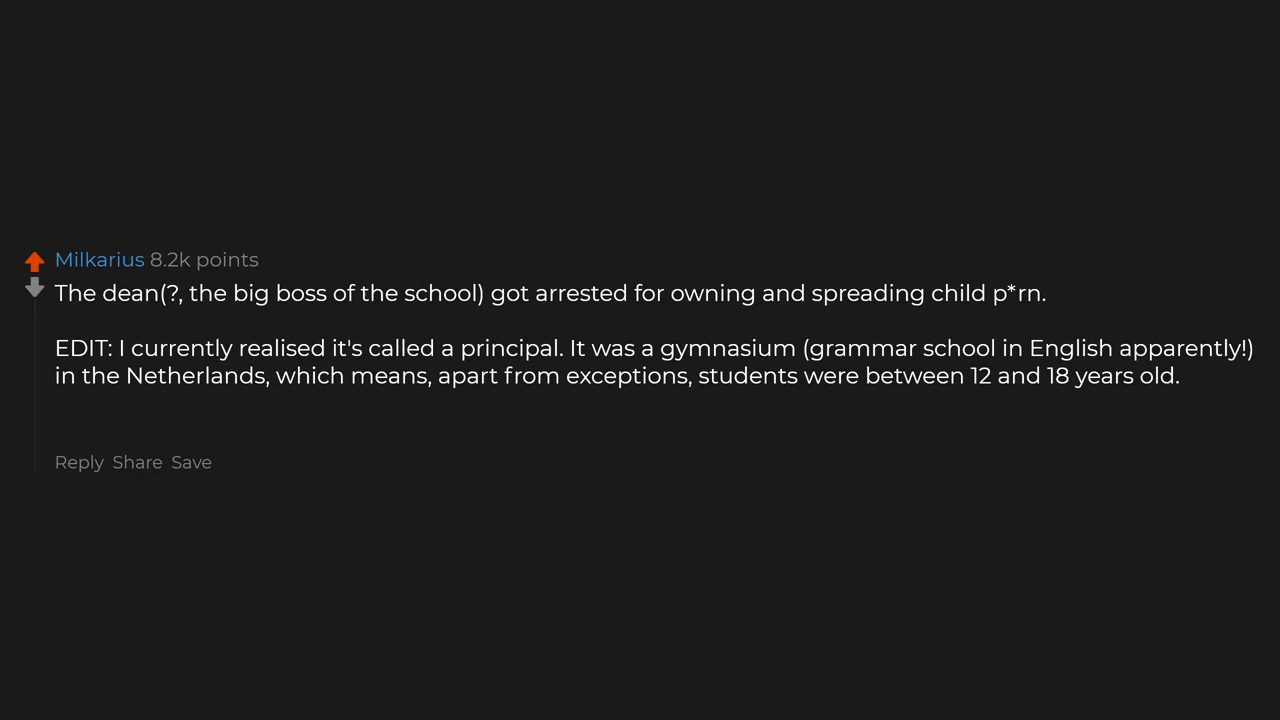 Milkarius 8.2k points
The dean(?, the big boss of the school) got arrested for owning and spreading child p*rn.
EDIT: I currently realised it's called a principal. It was a gymnasium (grammar school in English apparently!)
in the Netherlands, which means, apart from exceptions, students were between 12 and 18 years old.
Reply Share Save